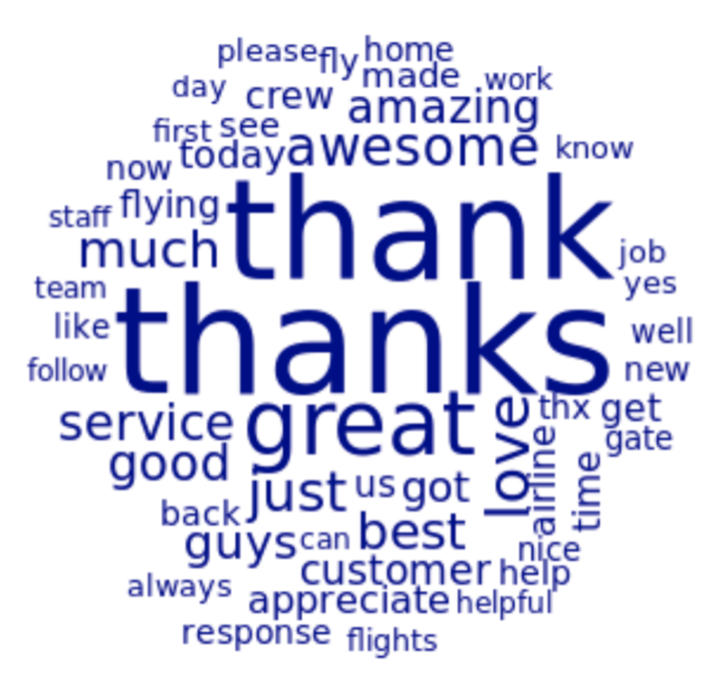 please fly home
day crew made work
first see amazing
now today awesome know
staff flying thank
much job
team thanks yes
like well
follow new
service great love thx get
good airline gate
just us got time
back
guys can best nice
customer help
always appreciate helpful
response flights